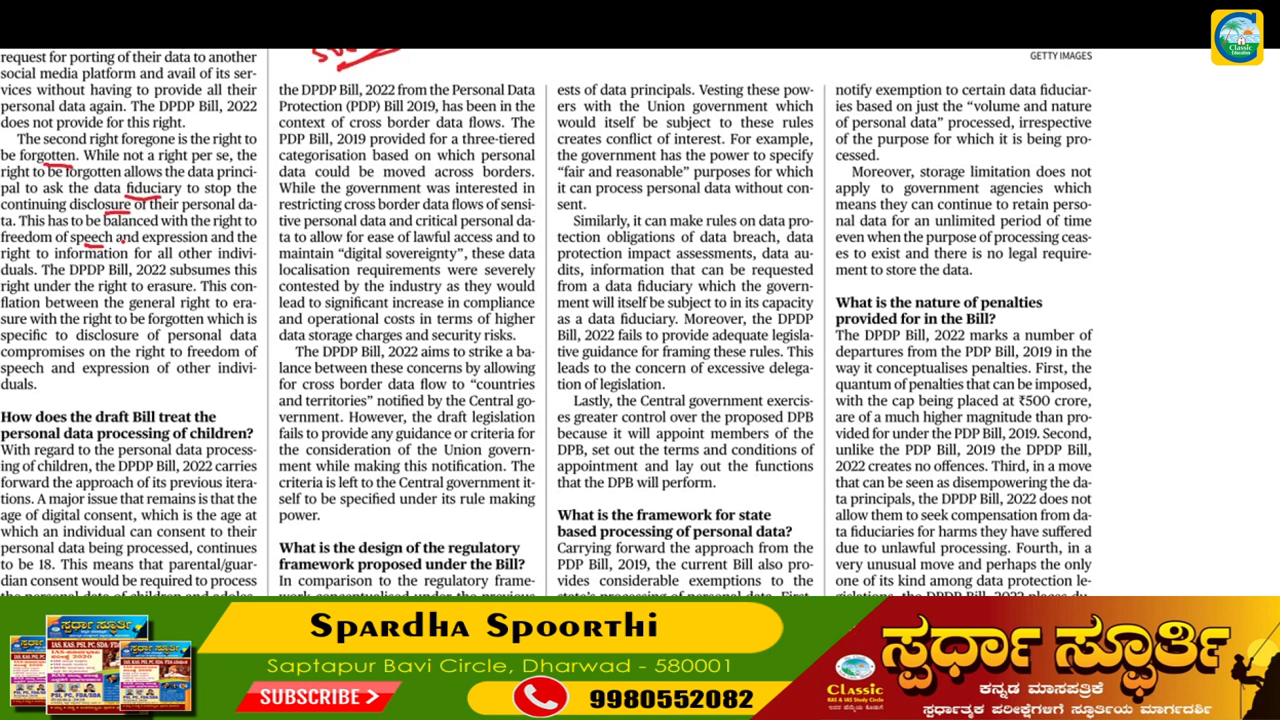 Classic
Education
GETTY IMAGES
request for porting of their data to another
social media platform and avail of its ser-
vices without having to provide all their
personal data again. The DPDP Bill, 2022
does not provide for this right.
The second right foregone is the right to
be forgotten. While not a right per se, the
right to be forgotten allows the data princi-
pal to ask the data fiduciary to stop the
continuing disclosure of their personal da-
ta. This has to be balanced with the right to
freedom of speech and expression and the
right to information for all other indivi-
duals. The DPDP Bill, 2022 subsumes this
right under the right to erasure. This con-
flation between the general right to era-
sure with the right to be forgotten which is
specific to disclosure of personal data
compromises on the right to freedom of
speech and expression of other indivi-
duals.
How does the draft Bill treat the
personal data processing of children?
With regard to the personal data process-
ing of children, the DPDP Bill, 2022 carries
forward the approach of its previous itera-
tions. A major issue that remains is that the
age of digital consent, which is the age at
which an individual can consent to their
personal data being processed, continues
to be 18. This means that parental/guar-
dian consent would be required to process
the DPDP Bill, 2022 from the Personal Data
Protection (PDP) Bill 2019, has been in the
context of cross border data flows. The
PDP Bill, 2019 provided for a three-tiered
categorisation based on which personal
data could be moved across borders.
While the government was interested in
restricting cross border data flows of sensi-
tive personal data and critical personal da-
ta to allow for ease of lawful access and to
maintain “digital sovereignty”, these data
localisation requirements were severely
contested by the industry as they would
lead to significant increase in compliance
and operational costs in terms of higher
data storage charges and security risks.
The DPDP Bill, 2022 aims to strike a ba-
lance between these concerns by allowing
for cross border data flow to “countries
and territories” notified by the Central go-
vernment. However, the draft legislation
fails to provide any guidance or criteria for
the consideration of the Union govern-
ment while making this notification. The
criteria is left to the Central government it-
self to be specified under its rule making
power.
What is the design of the regulatory
framework proposed under the Bill?
In comparison to the regulatory frame-
ests of data principals. Vesting these pow-
ers with the Union government which
would itself be subject to these rules
creates conflict of interest. For example,
the government has the power to specify
“fair and reasonable” purposes for which
it can process personal data without con-
sent.
Similarly, it can make rules on data pro-
tection obligations of data breach, data
protection impact assessments, data au-
dits, information that can be requested
from a data fiduciary which the govern-
ment will itself be subject to in its capacity
as a data fiduciary. Moreover, the DPDP
Bill, 2022 fails to provide adequate legisla-
tive guidance for framing these rules. This
leads to the concern of excessive delega-
tion of legislation.
Lastly, the Central government exercis-
es greater control over the proposed DPB
because it will appoint members of the
DPB, set out the terms and conditions of
appointment and lay out the functions
that the DPB will perform.
What is the framework for state
based processing of personal data?
Carrying forward the approach from the
PDP Bill, 2019, the current Bill also pro-
vides considerable exemptions to the
notify exemption to certain data fiduciar-
ies based on just the “volume and nature
of personal data” processed, irrespective
of the purpose for which it is being pro-
cessed.
Moreover, storage limitation does not
apply to government agencies which
means they can continue to retain perso-
nal data for an unlimited period of time
even when the purpose of processing ceas-
es to exist and there is no legal require-
ment to store the data.
What is the nature of penalties
provided for in the Bill?
The DPDP Bill, 2022 marks a number of
departures from the PDP Bill, 2019 in the
way it conceptualises penalties. First, the
quantum of penalties that can be imposed,
with the cap being placed at ₹500 crore,
are of a much higher magnitude than pro-
vided for under the PDP Bill, 2019. Second,
unlike the PDP Bill, 2019 the DPDP Bill,
2022 creates no offences. Third, in a move
that can be seen as disempowering the da-
ta principals, the DPDP Bill, 2022 does not
allow them to seek compensation from da-
ta fiduciaries for harms they have suffered
due to unlawful processing. Fourth, in a
very unusual move and perhaps the only
one of its kind among data protection le-
Spardha Spoorthi
Saptapur Bavi Circle Dharwad - 580001
SUBSCRIBE >
9980552082
Classic
KAS & IAS Study Circle
ಸ್ಪರ್ಧಾ ಸ್ಫೂರ್ತಿ
ಕನ್ನಡ ಮಾಸಪತ್ರಿಕೆ
ಸ್ಪರ್ಧಾತ್ಮಕ ಪರೀಕ್ಷೆಗಳಿಗೆ ಸ್ಫೂರ್ತಿಯ ಮಾರ್ಗದರ್ಶಿ